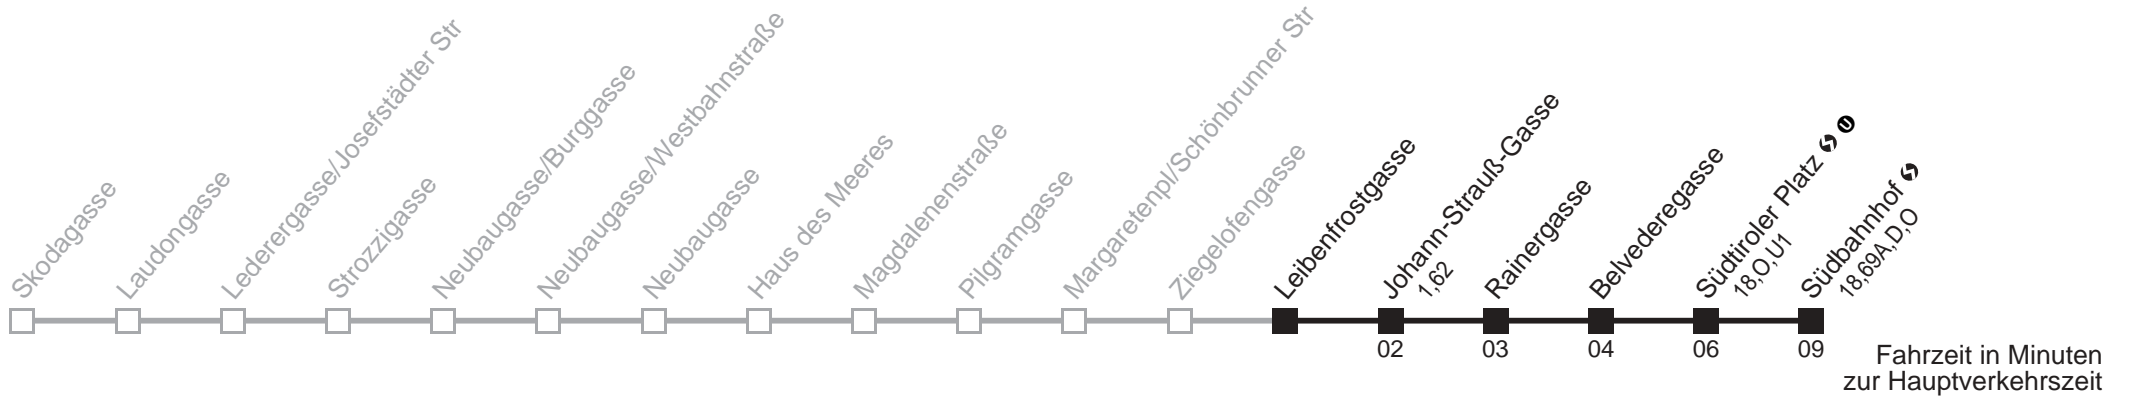 Skodagasse
Laudongasse
Lederergasse/Josefstädter Str
Strozzigasse
Neubaugasse/Burggasse
Neubaugasse/Westbahnstraße
Neubaugasse
Haus des Meeres
Magdalenenstraße
Pilgramgasse
Margaretenpl/Schönbrunner Str
Ziegelofengasse
Leibenfrostgasse
Johann-Strauß-Gasse
1,62
Rainergasse
Belvederegasse
Südtiroler Platz S U
18,O,U1
Südbahnhof S
18,69A,D,O
02
03
04
06
09
Fahrzeit in Minuten
zur Hauptverkehrszeit